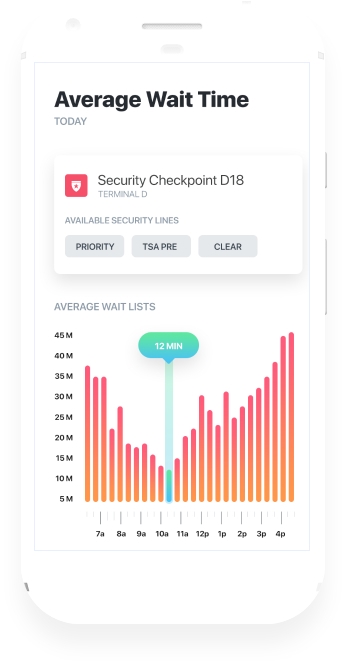 Average Wait Time
TODAY
Security Checkpoint D18
TERMINAL D
AVAILABLE SECURITY LINES
PRIORITY TSA PRE CLEAR
AVERAGE WAIT LISTS
45 M
12 MIN
40 M
35 M
30 M
25 M
20 M
15 M
10 M
5 M
7a 8a 9a 10a 11a 12p 1p 2p 3p 4p